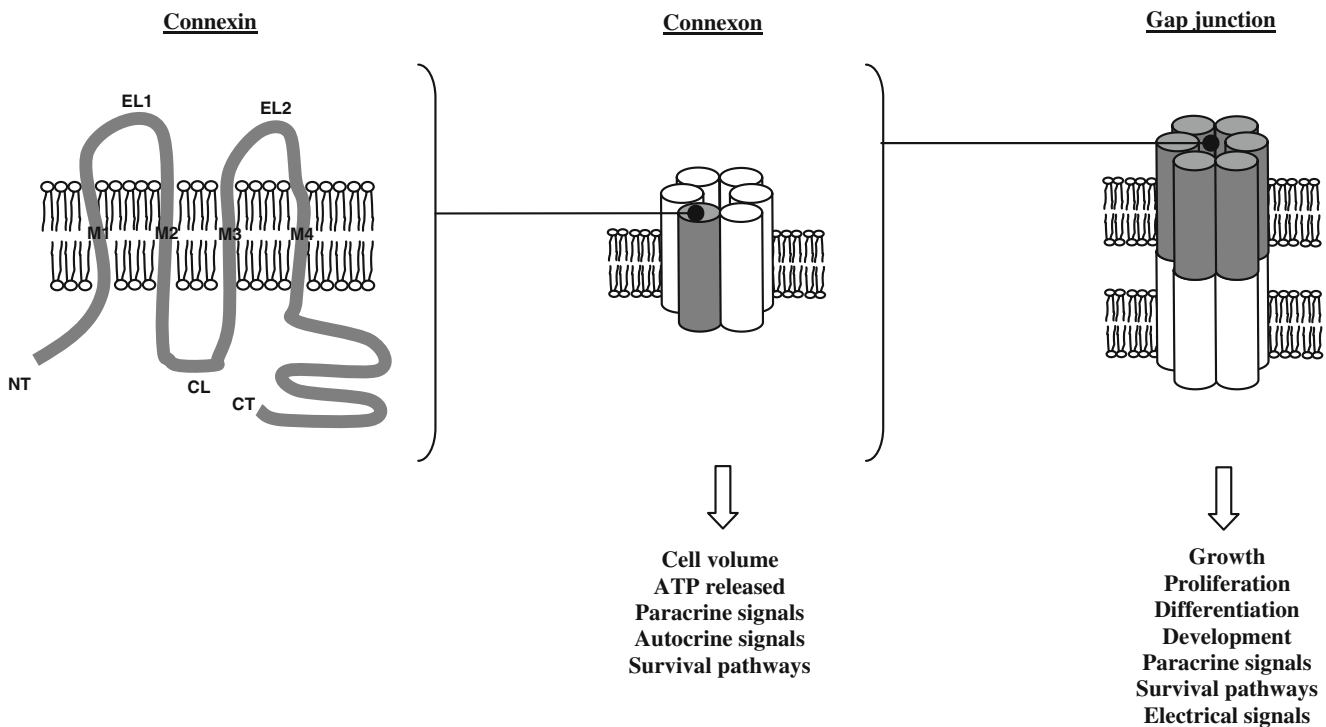 Connexin
Connexon
Gap junction
EL1
EL2
M1
M2
M3
M4
NT
CL
CT
Cell volume
ATP released
Paracrine signals
Autocrine signals
Survival pathways
Growth
Proliferation
Differentiation
Development
Paracrine signals
Survival pathways
Electrical signals